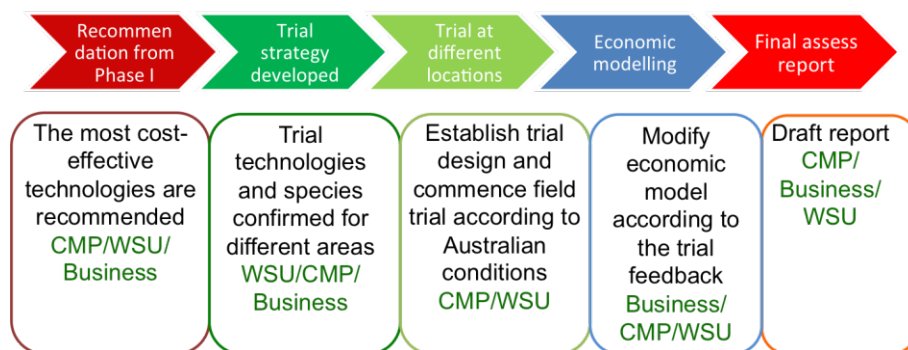 Recommen
dation from
Phase I
Trial
strategy
developed
Trial at
different
locations
Economic
modelling
Final assess
report
The most cost-
effective
technologies are
recommended
CMP/WSU/
Business
Trial
technologies
and species
confirmed for
different areas
WSU/CMP/
Business
Establish trial
design and
commence field
trial according to
Australian
conditions
CMP/WSU
Modify
economic
model
according to
the trial
feedback
Business/
CMP/WSU
Draft report
CMP/
Business/
WSU